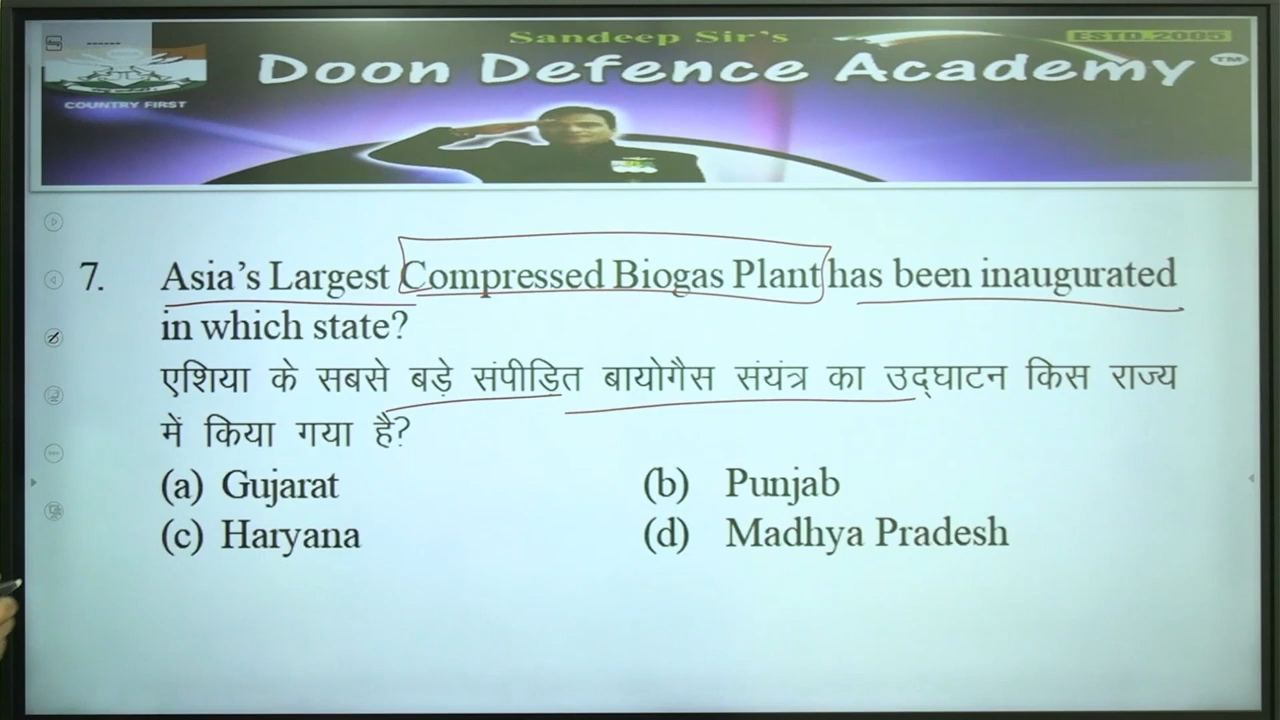 Sandeep Sir's
ESTD.2005
Doon Defence Academy™
COUNTRY FIRST
7. Asia's Largest Compressed Biogas Plant has been inaugurated
in which state?
एशिया के सबसे बड़े संपीड़ित बायोगैस संयंत्र का उद्घाटन किस राज्य
में किया गया है?
(a) Gujarat (b) Punjab
(c) Haryana (d) Madhya Pradesh